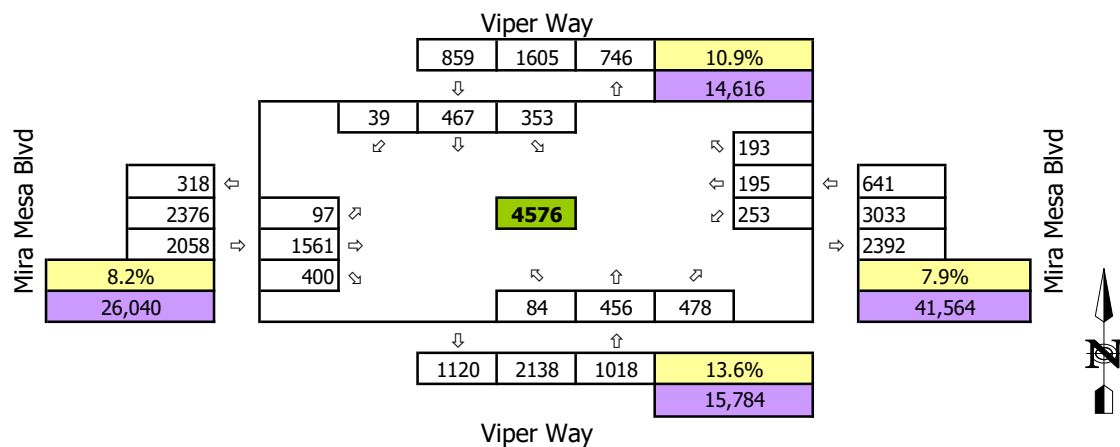 Viper Way
859 1605 746 10.9%
14,616
39 467 353
193
318 195 641
2376 97 4576 253 3033
2058 1561 2392
8.2% 400 7.9%
26,040 84 456 478 41,564
1120 2138 1018 13.6%
15,784
Viper Way
Mira Mesa Blvd
Mira Mesa Blvd
N